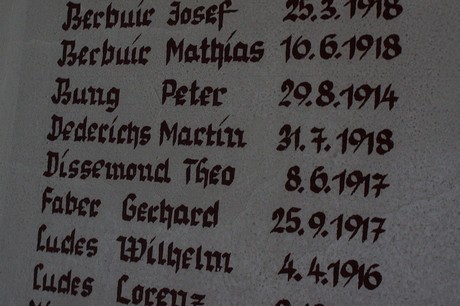 Berbuir Josef 25.3.1918
Berbuir Mathias 16.6.1918
Bung Peter 29.8.1914
Dederichs Martin 31.7.1918
Dissemond Theo 8.6.1917
Faber Gerhard 25.9.1917
Ludes Wilhelm 4.4.1916
Ludes Lorenz